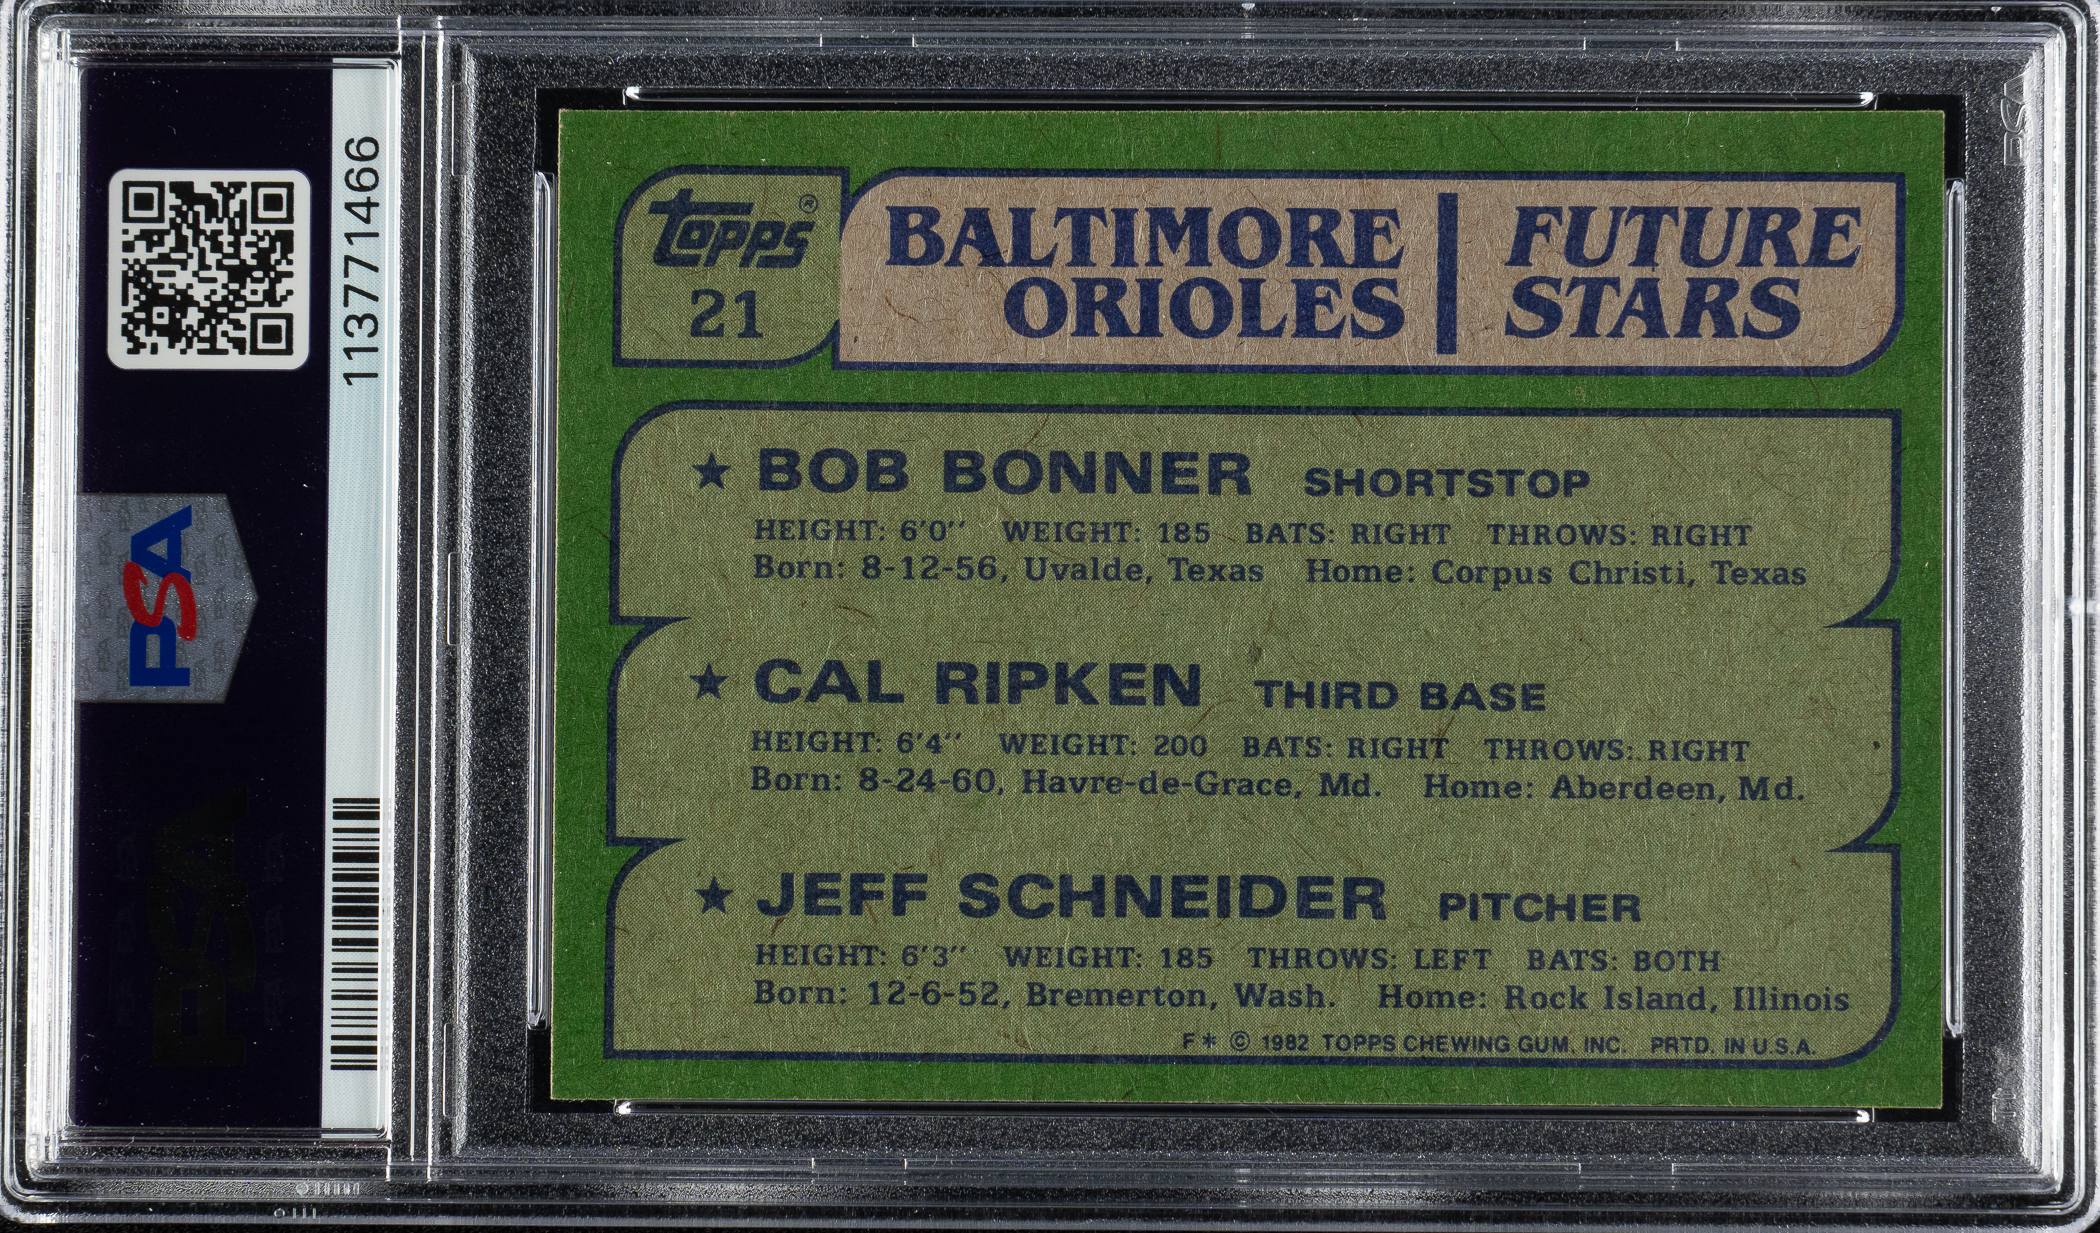 113771466
PSA
topps®
21
BALTIMORE
ORIOLES
FUTURE
STARS
★ BOB BONNER SHORTSTOP
HEIGHT: 6'0'' WEIGHT: 185 BATS: RIGHT THROWS: RIGHT
Born: 8-12-56, Uvalde, Texas Home: Corpus Christi, Texas
★ CAL RIPKEN THIRD BASE
HEIGHT: 6'4'' WEIGHT: 200 BATS: RIGHT THROWS: RIGHT
Born: 8-24-60, Havre-de-Grace, Md. Home: Aberdeen, Md.
★ JEFF SCHNEIDER PITCHER
HEIGHT: 6'3'' WEIGHT: 185 THROWS: LEFT BATS: BOTH
Born: 12-6-52, Bremerton, Wash. Home: Rock Island, Illinois
F* © 1982 TOPPS CHEWING GUM, INC. PRTD. IN U.S.A.
PSA
PSA